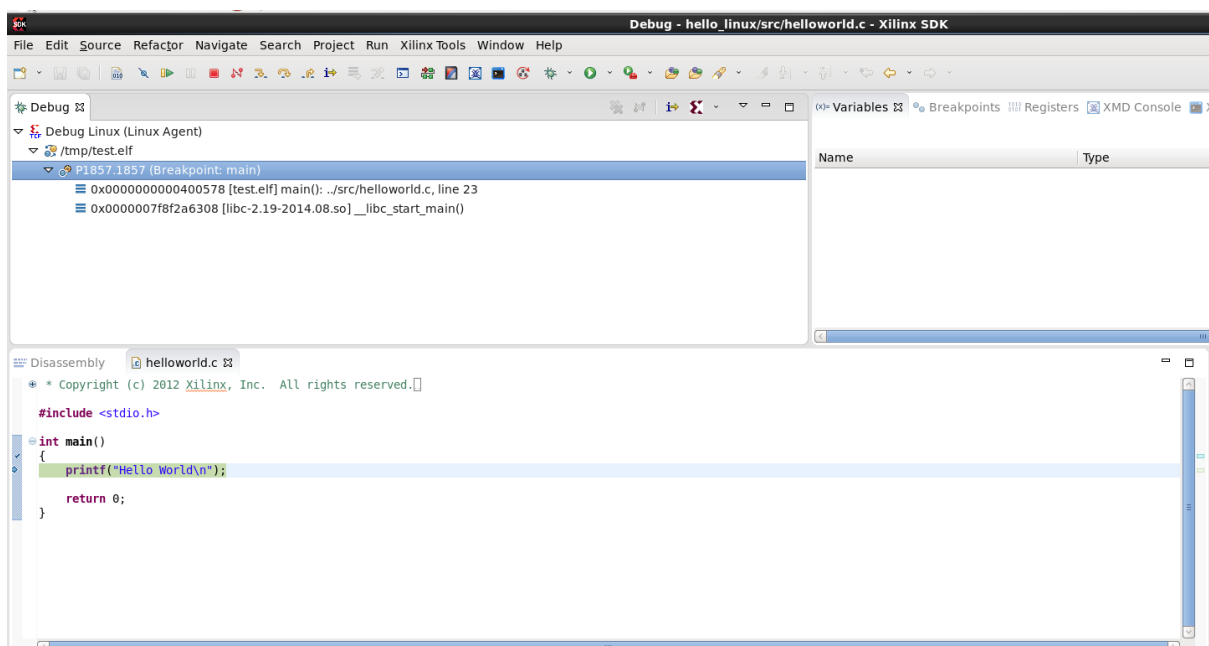 SDK
Debug - hello_linux/src/helloworld.c - Xilinx SDK
File Edit Source Refactor Navigate Search Project Run Xilinx Tools Window Help
Debug
(x)= Variables Breakpoints Registers XMD Console
Debug Linux (Linux Agent)
/tmp/test.elf
P1857.1857 (Breakpoint: main)
0x0000000000400578 [test.elf] main(): ../src/helloworld.c, line 23
0x0000007f8f2a6308 [libc-2.19-2014.08.so] __libc_start_main()
Name Type
Disassembly helloworld.c
* Copyright (c) 2012 Xilinx, Inc.  All rights reserved.
#include <stdio.h>
int main()
{
printf("Hello World\n");
return 0;
}